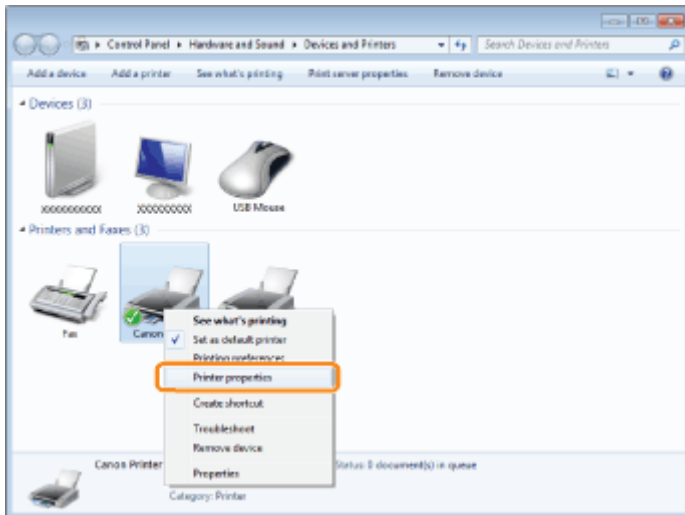 Control Panel ▸ Hardware and Sound ▸ Devices and Printers
Search Devices and Printers
Add a device Add a printer See what's printing Print server properties Remove device
Devices (3)
XXXXXXXXXX XXXXXXXXX USB Mouse
Printers and Faxes (3)
Fax Canon
See what's printing
Set as default printer
Printing preferences
Printer properties
Create shortcut
Troubleshoot
Remove device
Properties
Canon Printer Status: 0 document(s) in queue
Category: Printer